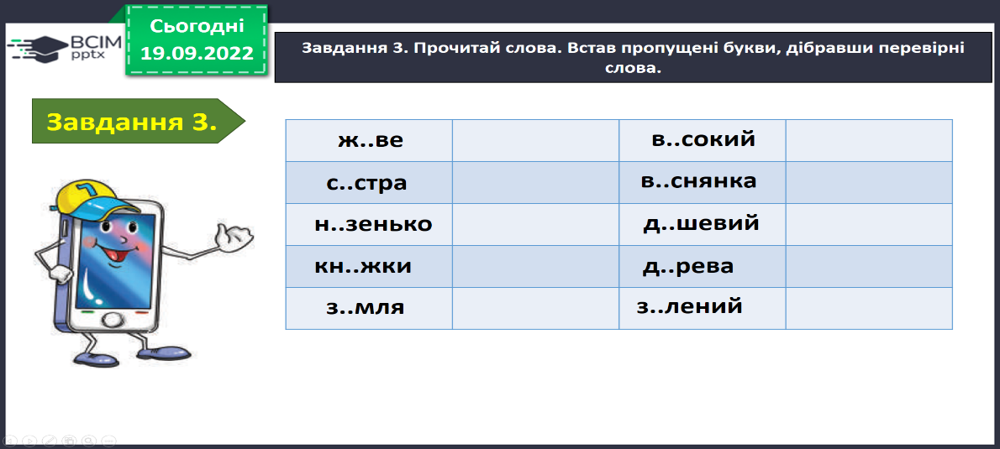 Сьогодні
19.09.2022
BCIM
pptx
Завдання 3. Прочитай слова. Встав пропущені букви, дібравши перевірні
слова.
Завдання 3.
ж..ве в..сокий
с..стра в..снянка
н..зенько д..шевий
кн..жки д..рева
з..мля з..лений